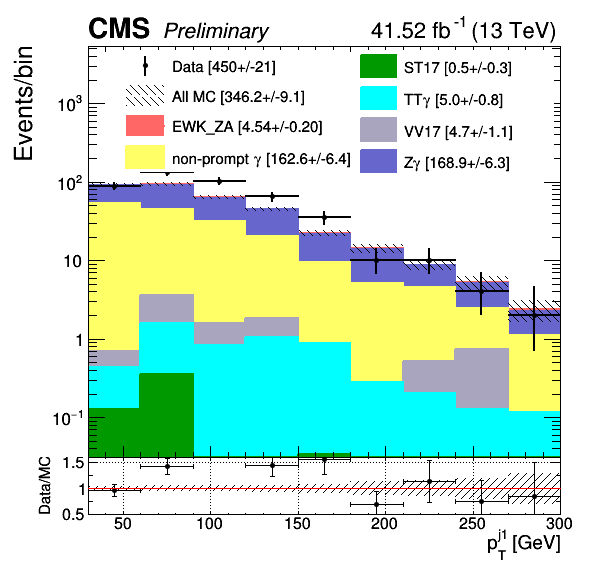 CMS Preliminary 41.52 fb⁻¹ (13 TeV)
Events/bin
Data [450+/-21]
All MC [346.2+/-9.1]
EWK_ZA [4.54+/-0.20]
non-prompt γ [162.6+/-6.4]
ST17 [0.5+/-0.3]
TTγ [5.0+/-0.8]
VV17 [4.7+/-1.1]
Zγ [168.9+/-6.3]
10³
10²
10
1
10⁻¹
Data/MC
1.5
1
0.5
50 100 150 200 250 300
p_T^j1 [GeV]